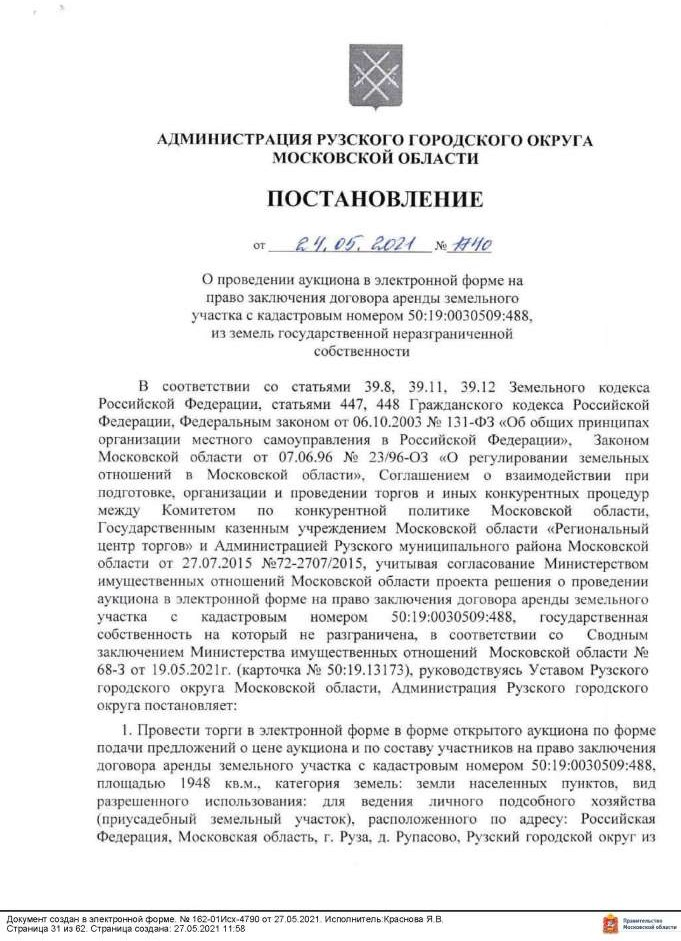 АДМИНИСТРАЦИЯ РУЗСКОГО ГОРОДСКОГО ОКРУГА
МОСКОВСКОЙ ОБЛАСТИ
ПОСТАНОВЛЕНИЕ
от 24.05.2021 № 1740
О проведении аукциона в электронной форме на
право заключения договора аренды земельного
участка с кадастровым номером 50:19:0030509:488,
из земель государственной неразграниченной
собственности
В соответствии со статьями 39.8, 39.11, 39.12 Земельного кодекса
Российской Федерации, статьями 447, 448 Гражданского кодекса Российской
Федерации, Федеральным законом от 06.10.2003 № 131-ФЗ «Об общих принципах
организации местного самоуправления в Российской Федерации», Законом
Московской области от 07.06.96 № 23/96-ОЗ «О регулировании земельных
отношений в Московской области», Соглашением о взаимодействии при
подготовке, организации и проведении торгов и иных конкурентных процедур
между Комитетом по конкурентной политике Московской области,
Государственным казенным учреждением Московской области «Региональный
центр торгов» и Администрацией Рузского муниципального района Московской
области от 27.07.2015 №72-2707/2015, учитывая согласование Министерством
имущественных отношений Московской области проекта решения о проведении
аукциона в электронной форме на право заключения договора аренды земельного
участка с кадастровым номером 50:19:0030509:488, государственная
собственность на который не разграничена, в соответствии со Сводным
заключением Министерства имущественных отношений Московской области №
68-З от 19.05.2021г. (карточка № 50:19.13173), руководствуясь Уставом Рузского
городского округа Московской области, Администрация Рузского городского
округа постановляет:
1. Провести торги в электронной форме в форме открытого аукциона по форме
подачи предложений о цене аукциона и по составу участников на право заключения
договора аренды земельного участка с кадастровым номером 50:19:0030509:488,
площадью 1948 кв.м., категория земель: земли населенных пунктов, вид
разрешенного использования: для ведения личного подсобного хозяйства
(приусадебный земельный участок), расположенного по адресу: Российская
Федерация, Московская область, г. Руза, д. Рупасово, Рузский городской округ из
Документ создан в электронной форме. № 162-01Исх-4790 от 27.05.2021. Исполнитель:Краснова Я.В.
Страница 31 из 62. Страница создана: 27.05.2021 11:58
Правительство
Московской области